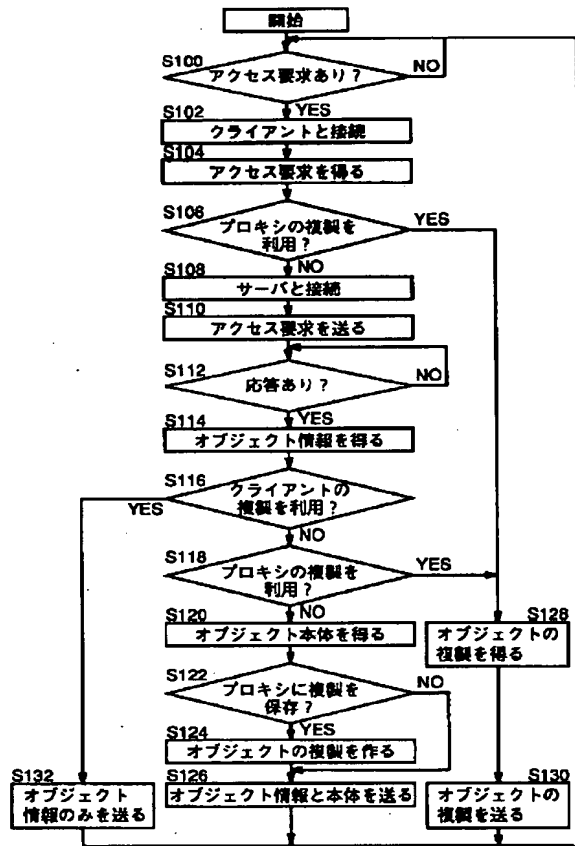 開始
S100
アクセス要求あり？
NO
YES
S102
クライアントと接続
S104
アクセス要求を得る
S106
プロキシの複製を
利用？
YES
NO
S108
サーバと接続
S110
アクセス要求を送る
S112
応答あり？
NO
YES
S114
オブジェクト情報を得る
S116
クライアントの
複製を利用？
YES
NO
S118
プロキシの複製を
利用？
YES
NO
S120
オブジェクト本体を得る
S128
オブジェクトの
複製を得る
S122
プロキシに複製を
保存？
NO
YES
S124
オブジェクトの複製を作る
S132
オブジェクト
情報のみを送る
S126
オブジェクト情報と本体を送る
S130
オブジェクトの
複製を送る